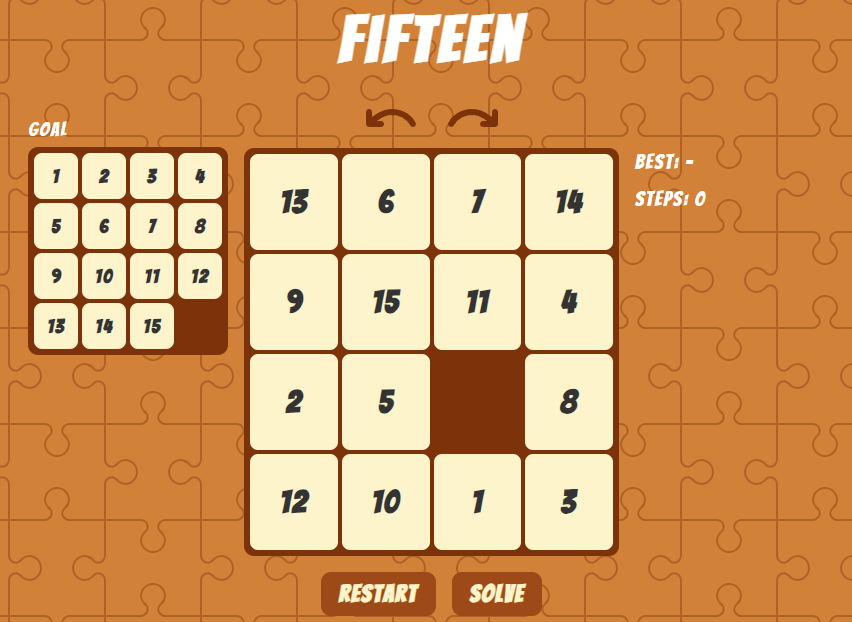 FIFTEEN
GOAL
1 2 3 4
5 6 7 8
9 10 11 12
13 14 15
13 6 7 14
9 15 11 4
2 5 8
12 10 1 3
BEST: -
STEPS: 0
RESTART SOLVE